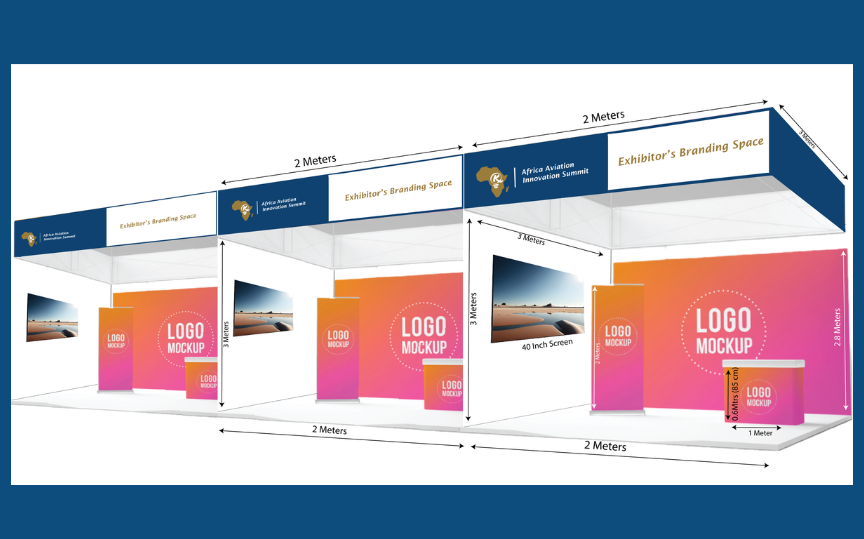 2 Meters
3 Meters
Africa Aviation
Innovation Summit
Exhibitor's Branding Space
2 Meters
Africa Aviation
Innovation Summit
Exhibitor's Branding Space
Africa Aviation
Innovation Summit
Exhibitor's Branding Space
3 Meters
3 Meters
3 Meters
40 Inch Screen
2 Meters
2.8 Meters
LOGO
MOCKUP
LOGO
MOCKUP
LOGO
MOCKUP
0.6Mtrs (85 cm)
1 Meter
LOGO
MOCKUP
LOGO
MOCKUP
LOGO
MOCKUP
LOGO
MOCKUP
LOGO
MOCKUP
LOGO
MOCKUP
2 Meters
2 Meters